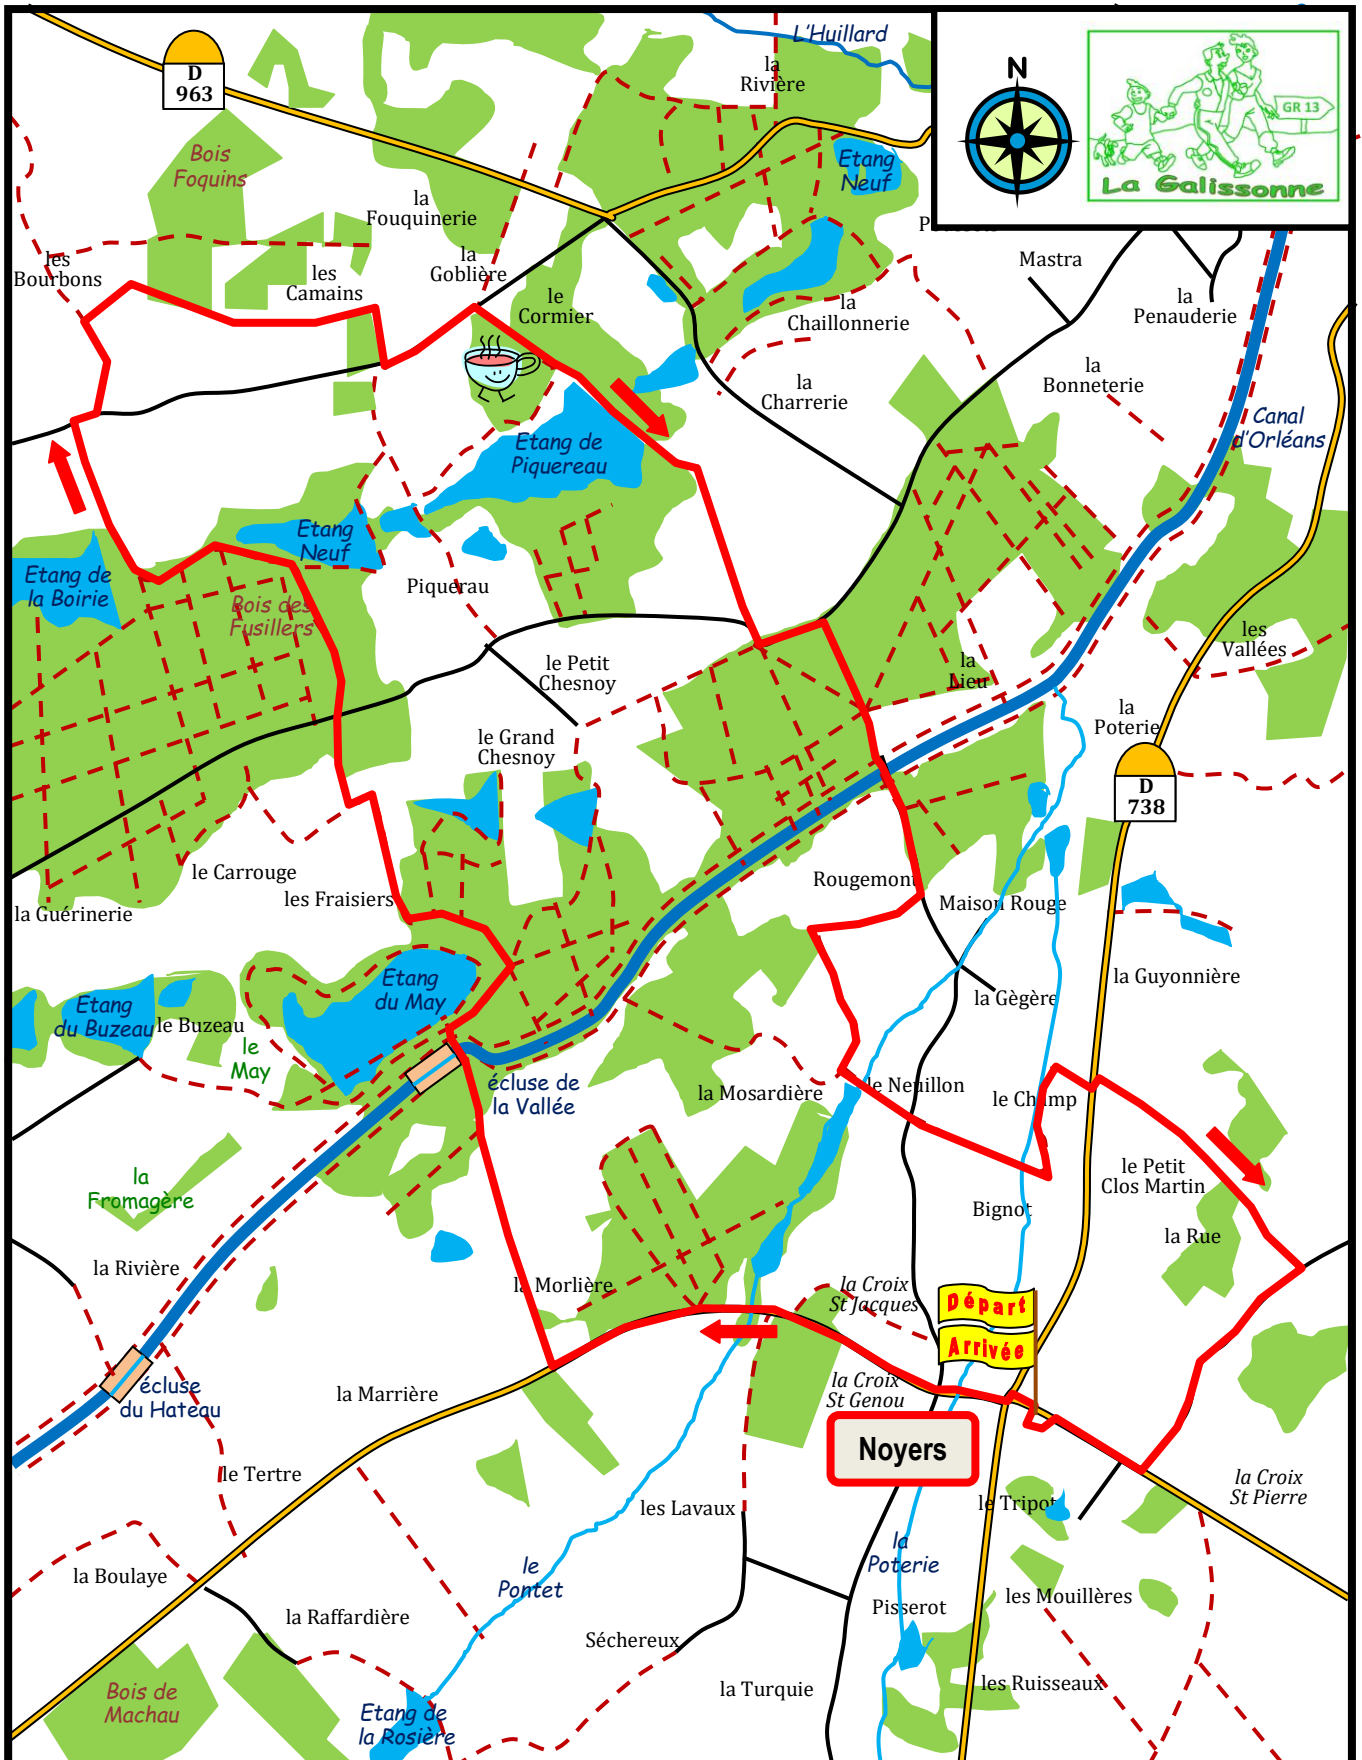 L'Huillard
la
Rivière
N
GR 13
La Galissonne
D
963
Bois
Foquins
Etang
Neuf
la
Fouquinerie
la
Goblière
les
Bourbons
les
Camains
le
Cormier
Mastra
la
Penauderie
la
Chaillonnerie
la
Bonneterie
la
Charrerie
Canal
d'Orléans
Etang de
Piquereau
Etang
Neuf
Etang de
la Boirie
Piquerau
Bois des
Fusillers
les
Vallées
le Petit
Chesnoy
la
Lieu
la
Poterie
le Grand
Chesnoy
D
738
le Carrouge
Rougemont
les Fraisiers
Maison Rouge
la Guérinerie
la Guyonnière
Etang
du May
la Gègère
Etang
du Buzeau
le Buzeau
le
May
écluse de
la Vallée
la Mosardière
le Neuillon
le Champ
la
Fromagère
le Petit
Clos Martin
Bignot
la Rue
la Rivière
la Morlière
la Croix
St Jacques
Départ
Arrivée
écluse
du Hateau
la Marrière
la Croix
St Genou
Noyers
le Tertre
la Croix
St Pierre
les Lavaux
le Tripot
la
Poterie
la Boulaye
le
Pontet
les Mouillères
Pisserot
la Raffardière
Séchereux
la Turquie
les Ruisseaux
Bois de
Machau
Etang de
la Rosière